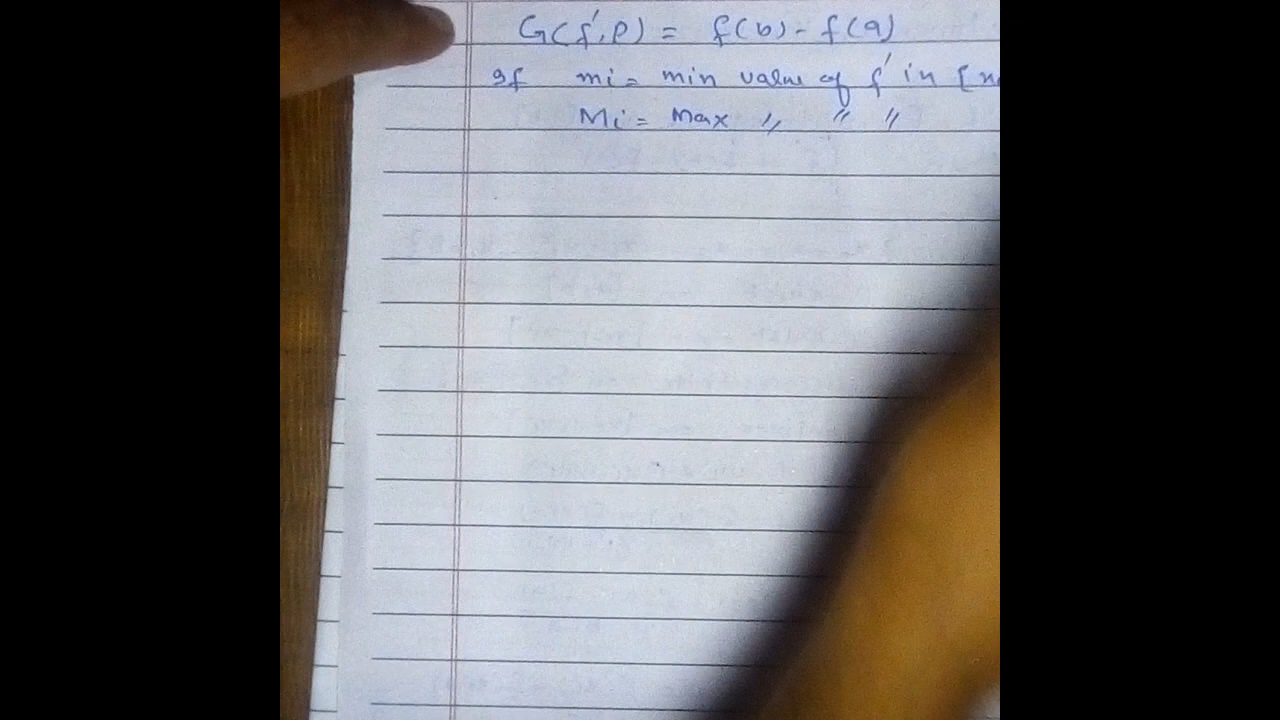 G(f', P) = f(b) - f(a)
If mi = min value of f' in [x
Mi = Max " " "